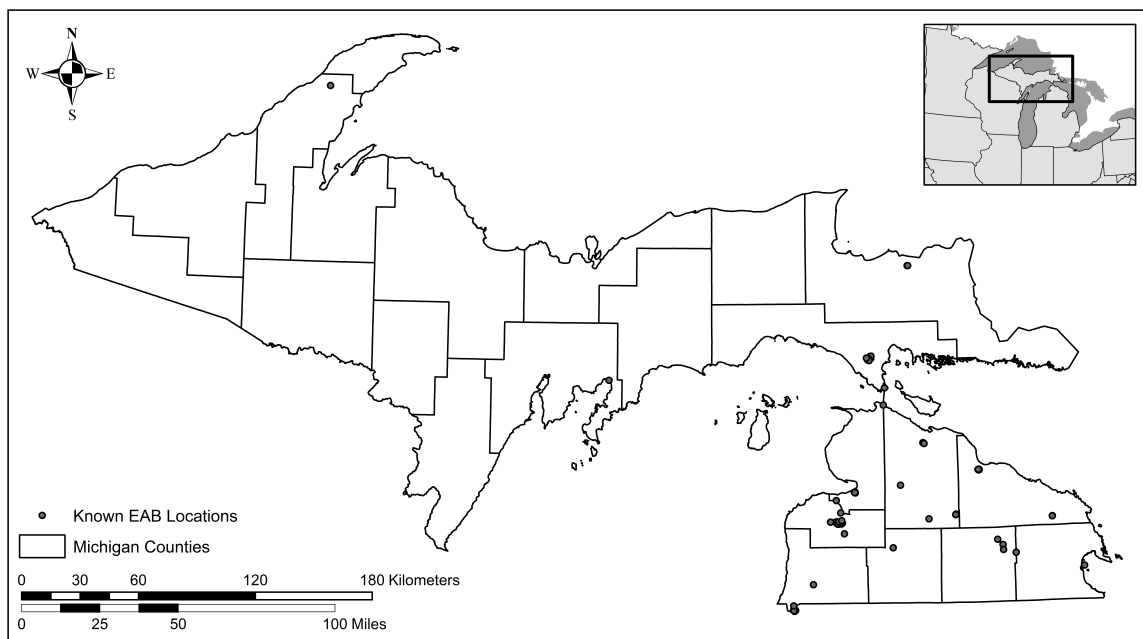 N
W E
S
Known EAB Locations
Michigan Counties
0 30 60 120 180 Kilometers
0 25 50 100 Miles